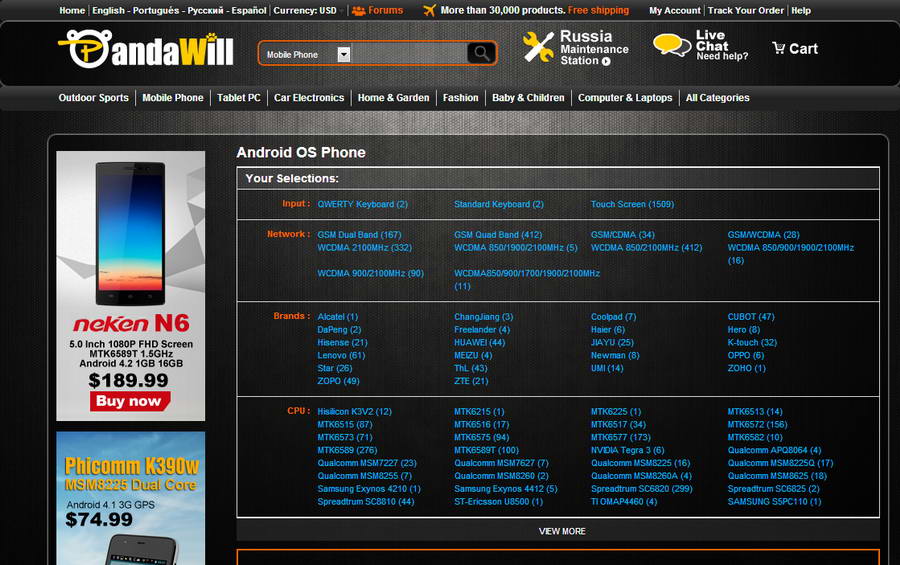 Home | English - Português - Русский - Español | Currency: USD | Forums More than 30,000 products. Free shipping My Account | Track Your Order | Help
PandaWill
Mobile Phone
Russia
Maintenance
Station
Live
Chat
Need help?
Cart
Outdoor Sports | Mobile Phone | Tablet PC | Car Electronics | Home & Garden | Fashion | Baby & Children | Computer & Laptops | All Categories
neken N6
5.0 Inch 1080P FHD Screen
MTK6589T 1.5GHz
Android 4.2 1GB 16GB
$189.99
Buy now
Phicomm K390w
MSM8225 Dual Core
Android 4.1 3G GPS
$74.99
Android OS Phone
Your Selections:
Input : QWERTY Keyboard (2) Standard Keyboard (2) Touch Screen (1509)
Network : GSM Dual Band (167) GSM Quad Band (412) GSM/CDMA (34) GSM/WCDMA (28)
WCDMA 2100MHz (332) WCDMA 850/1900/2100MHz (5) WCDMA 850/2100MHz (412) WCDMA 850/900/1900/2100MHz
(16)
WCDMA 900/2100MHz (90) WCDMA850/900/1700/1900/2100MHz
(11)
Brands : Alcatel (1) ChangJiang (3) Coolpad (7) CUBOT (47)
DaPeng (2) Freelander (4) Haier (6) Hero (8)
Hisense (21) HUAWEI (44) JIAYU (25) K-touch (32)
Lenovo (61) MEIZU (4) Newman (8) OPPO (6)
Star (26) ThL (43) UMI (14) ZOHO (1)
ZOPO (49) ZTE (21)
CPU : Hisilicon K3V2 (12) MTK6215 (1) MTK6225 (1) MTK6513 (14)
MTK6515 (87) MTK6516 (17) MTK6517 (34) MTK6572 (156)
MTK6573 (71) MTK6575 (94) MTK6577 (173) MTK6582 (10)
MTK6589 (276) MTK6589T (100) NVIDIA Tegra 3 (6) Qualcomm APQ8064 (4)
Qualcomm MSM7227 (23) Qualcomm MSM7627 (7) Qualcomm MSM8225 (16) Qualcomm MSM8225Q (17)
Qualcomm MSM8255 (7) Qualcomm MSM8260 (2) Qualcomm MSM8260A (4) Qualcomm MSM8625 (18)
Samsung Exynos 4210 (1) Samsung Exynos 4412 (5) Spreadtrum SC6820 (299) Spreadtrum SC6825 (2)
Spreadtrum SC8810 (44) ST-Ericsson U8500 (1) TI OMAP4460 (4) SAMSUNG S5PC110 (1)
VIEW MORE